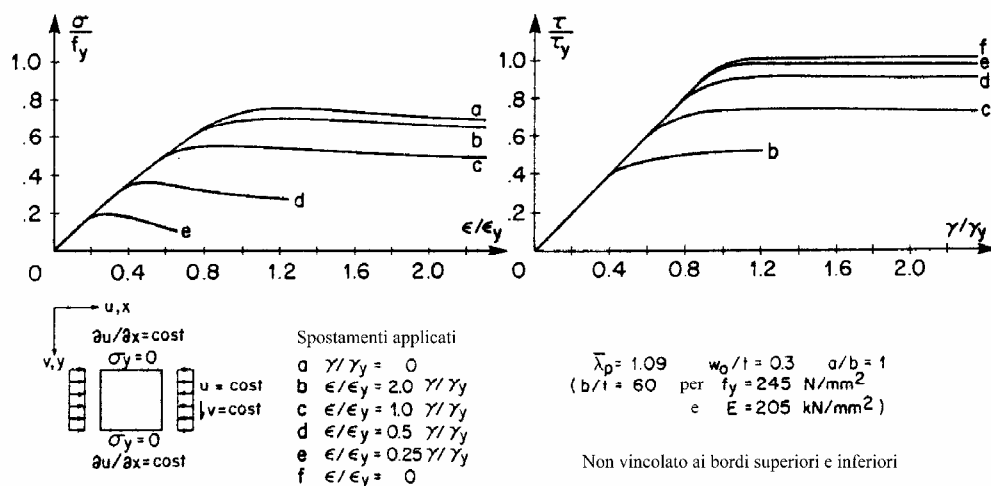 σ/f_y
1.0
.8
.6
.4
.2
0
0.4
0.8
1.2
1.6
2.0
ε/ε_y
a
b
c
d
e
τ/τ_y
1.0
.8
.6
.4
.2
0
0.4
0.8
1.2
1.6
2.0
γ/γ_y
f
e
d
c
b
u,x
v,y
∂u/∂x=cost
σ_y=0
u = cost
v=cost
σ_y=0
∂u/∂x=cost
Spostamenti applicati
a γ/γ_y = 0
b ε/ε_y = 2.0 γ/γ_y
c ε/ε_y = 1.0 γ/γ_y
d ε/ε_y = 0.5 γ/γ_y
e ε/ε_y = 0.25 γ/γ_y
f ε/ε_y = 0
λ̄_p = 1.09 w_o/t = 0.3 a/b = 1
( b/t = 60 per f_y = 245 N/mm²
e E = 205 kN/mm² )
Non vincolato ai bordi superiori e inferiori